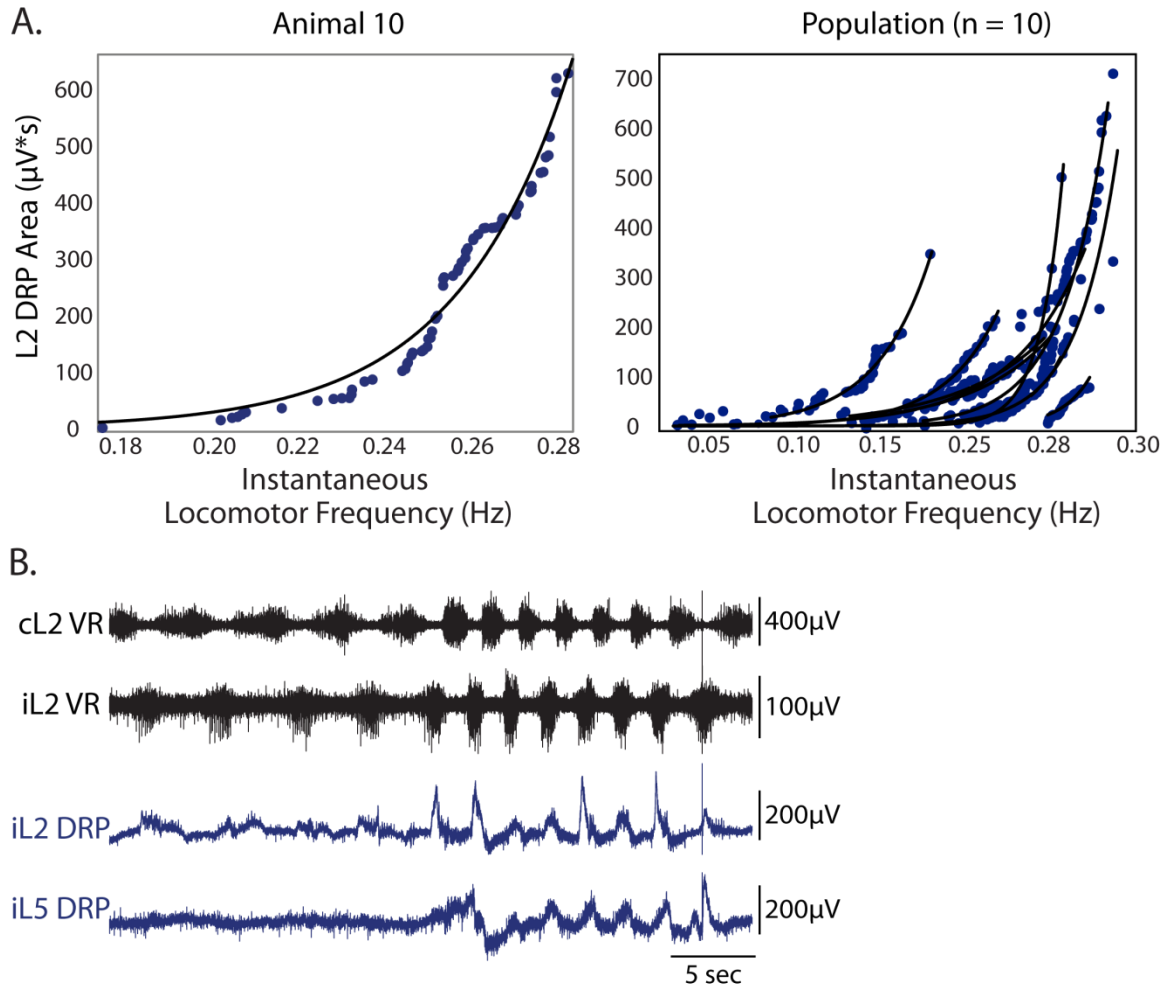 A.
Animal 10
Population (n = 10)
L2 DRP Area (µV*s)
600
500
400
300
200
100
0
0.18
0.20
0.22
0.24
0.26
0.28
Instantaneous
Locomotor Frequency (Hz)
700
600
500
400
300
200
100
0
0.05
0.10
0.15
0.25
0.28
0.30
Instantaneous
Locomotor Frequency (Hz)
B.
cL2 VR
400µV
iL2 VR
100µV
iL2 DRP
200µV
iL5 DRP
200µV
5 sec